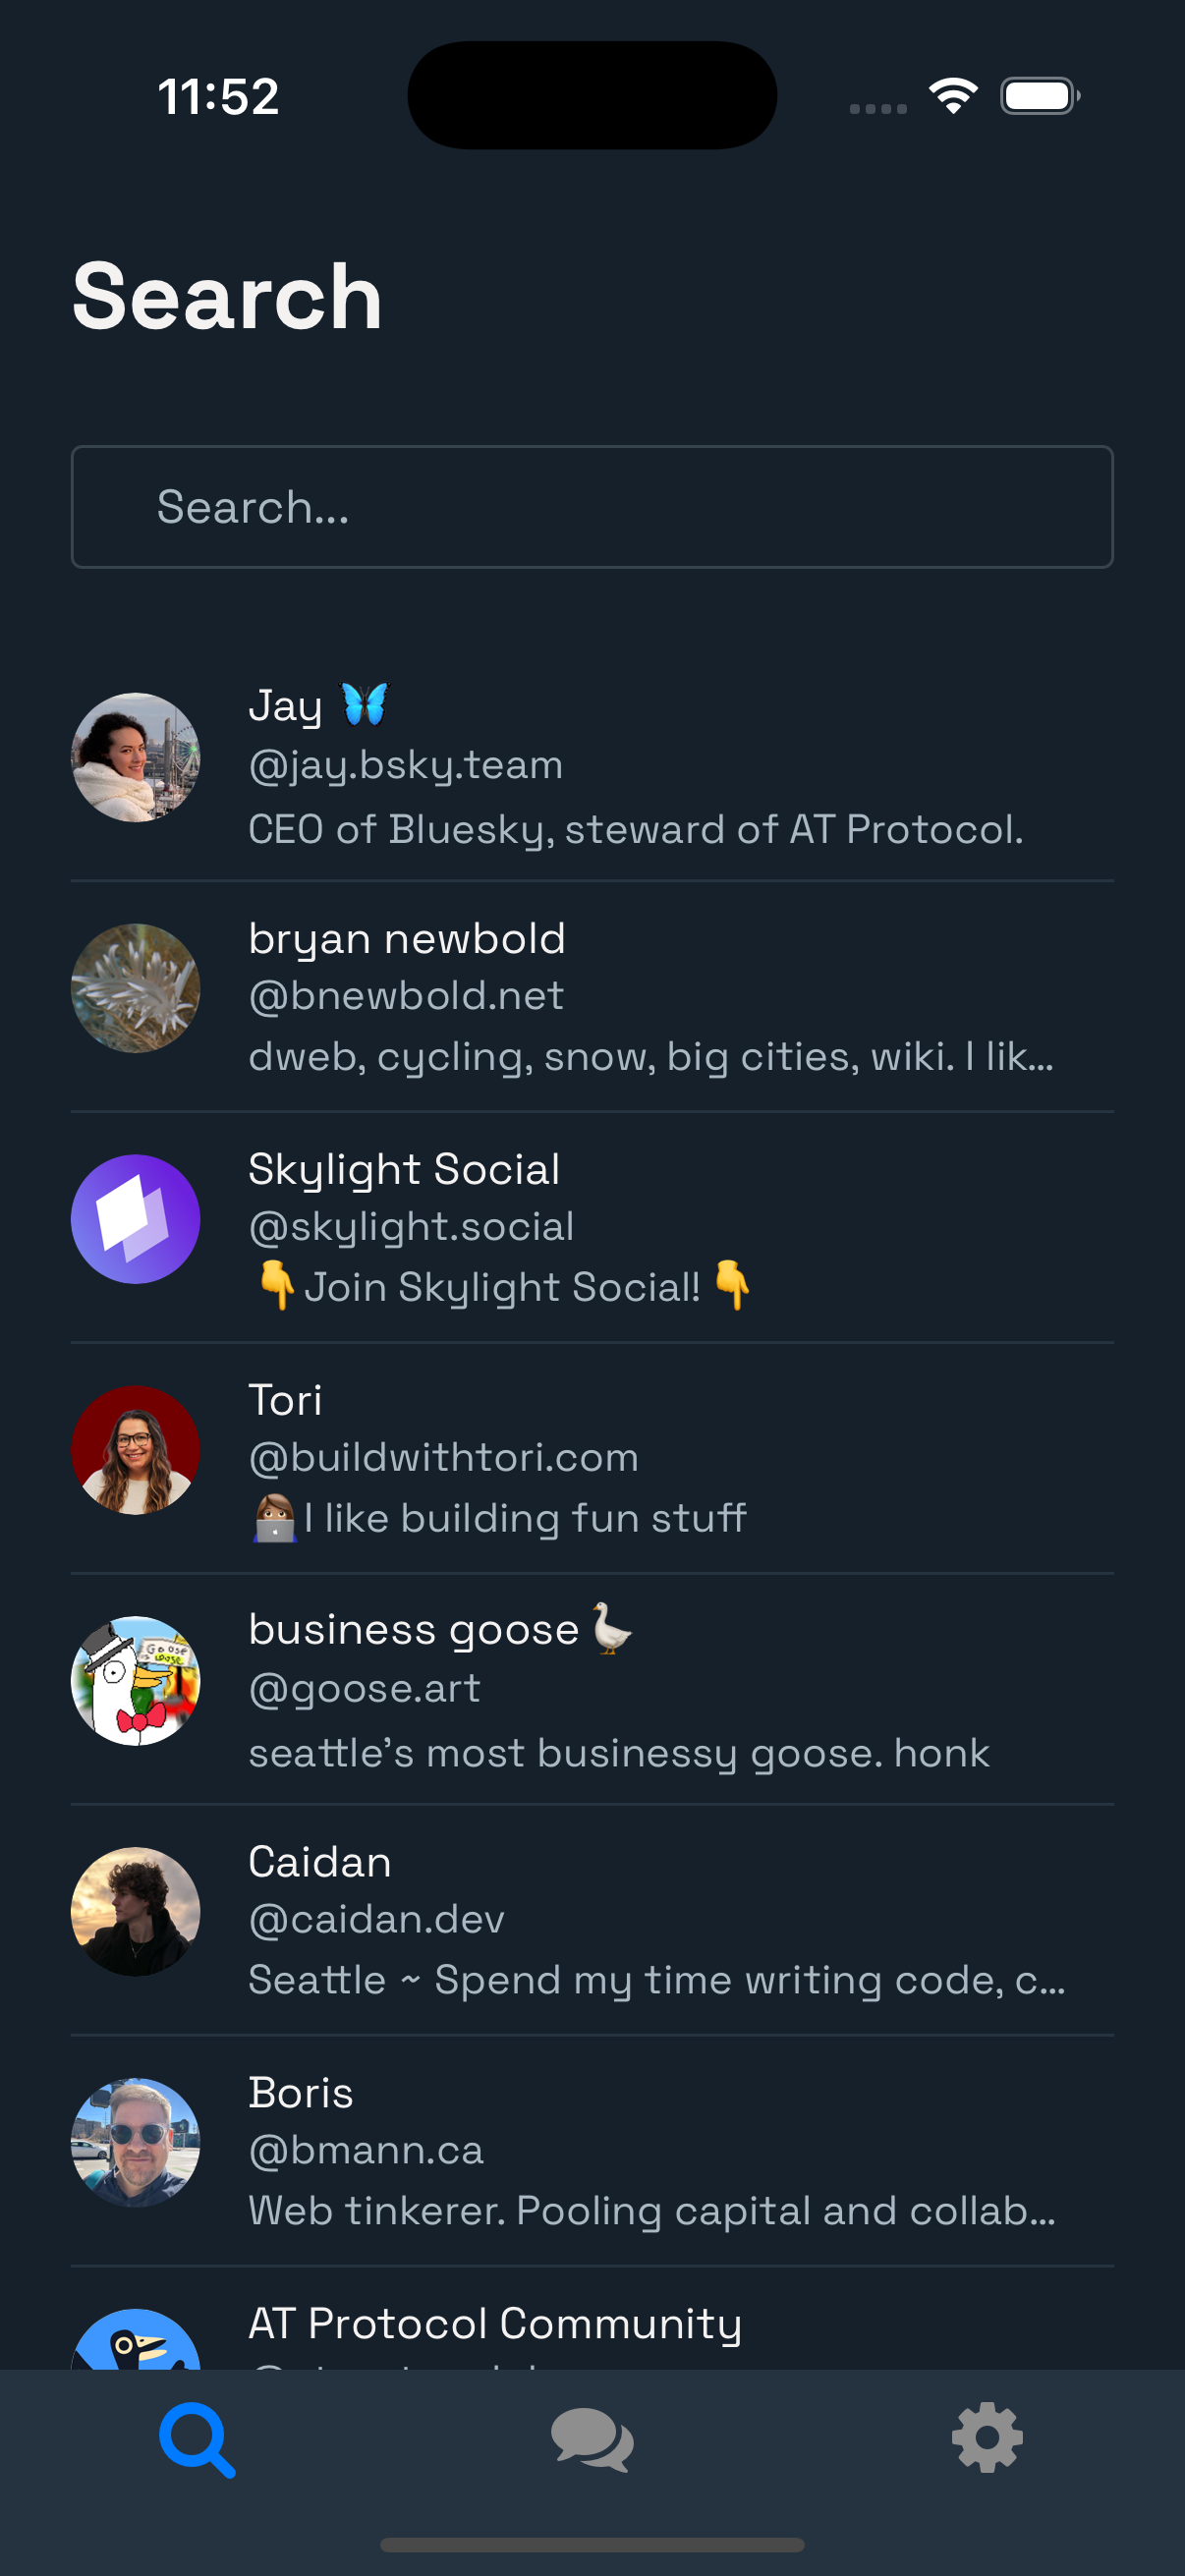 11:52
Search
Search...
Jay 🦋
@jay.bsky.team
CEO of Bluesky, steward of AT Protocol.
bryan newbold
@bnewbold.net
dweb, cycling, snow, big cities, wiki. I lik...
Skylight Social
@skylight.social
👇Join Skylight Social! 👇
Tori
@buildwithtori.com
👩🏽‍💻I like building fun stuff
business goose🪿
@goose.art
Goose
loose
seattle's most businessy goose. honk
Caidan
@caidan.dev
Seattle ~ Spend my time writing code, c...
Boris
@bmann.ca
Web tinkerer. Pooling capital and collab...
AT Protocol Community